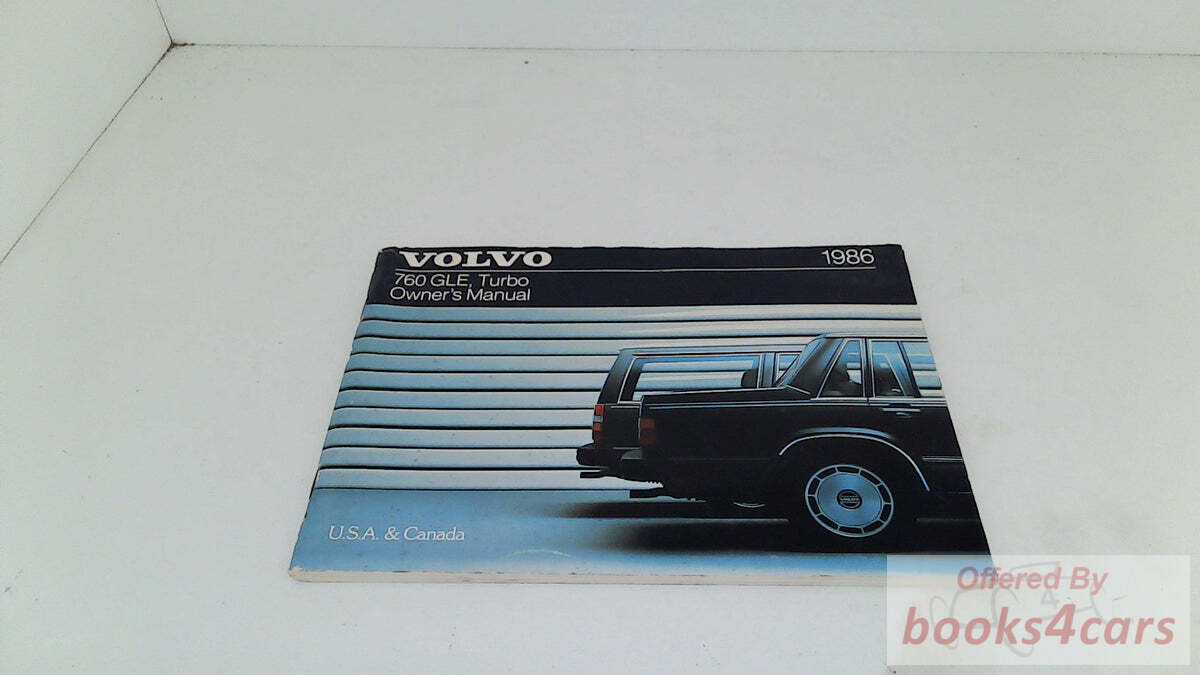 VOLVO
1986
760 GLE, Turbo
Owner's Manual
U.S.A. & Canada
Offered By
books4cars